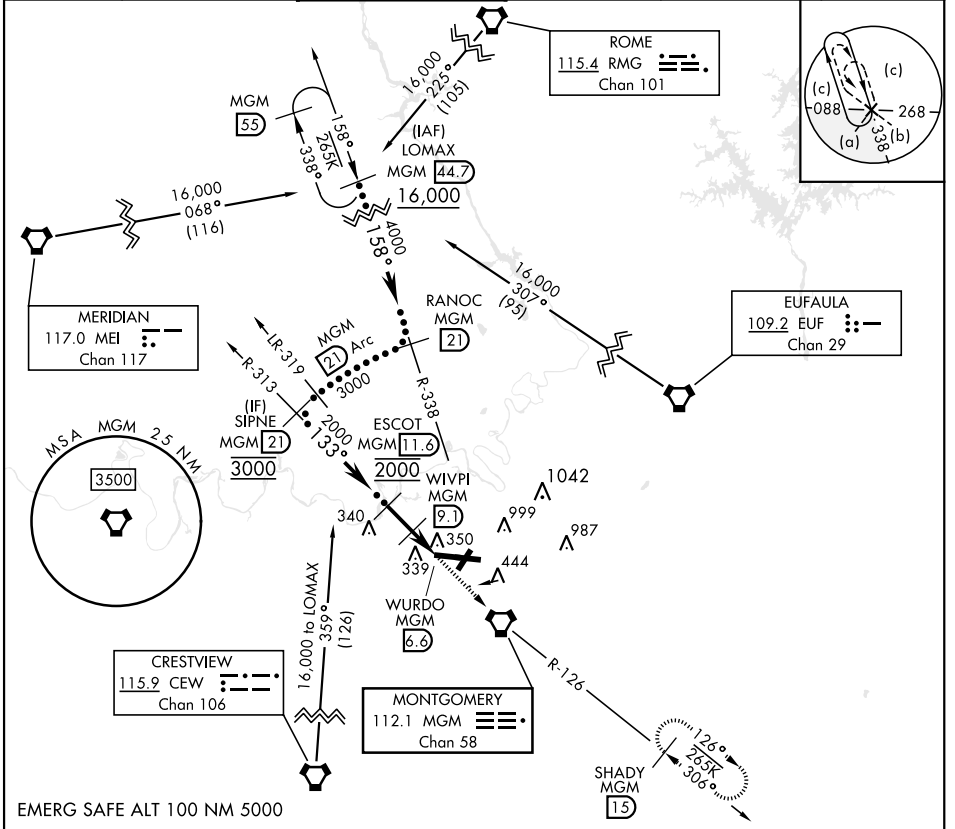 ROME
115.4 RMG
Chan 101
16,000
225°
(105)
(c)
(c)
088
268
338
(a)
(b)
MGM
55
158°
265K
338°
(IAF)
LOMAX
MGM 44.7
16,000
16,000
068°
(116)
4000
158°
MERIDIAN
117.0 MEI
Chan 117
16,000
307°
(95)
RANOC
MGM
21
EUFAULA
109.2 EUF
Chan 29
MGM
21 Arc
3000
LR-319
R-313
R-338
(IF)
SIPNE
MGM 21
3000
2000
133°
ESCOT
MGM 11.6
2000
WIVPI
MGM
9.1
MSA MGM 25 NM
3500
1042
999
987
340
350
339
444
WURDO
MGM
6.6
16,000 to LOMAX
359°
(126)
CRESTVIEW
115.9 CEW
Chan 106
MONTGOMERY
112.1 MGM
Chan 58
R-126
126°
265K
306°
SHADY
MGM
15
EMERG SAFE ALT 100 NM 5000